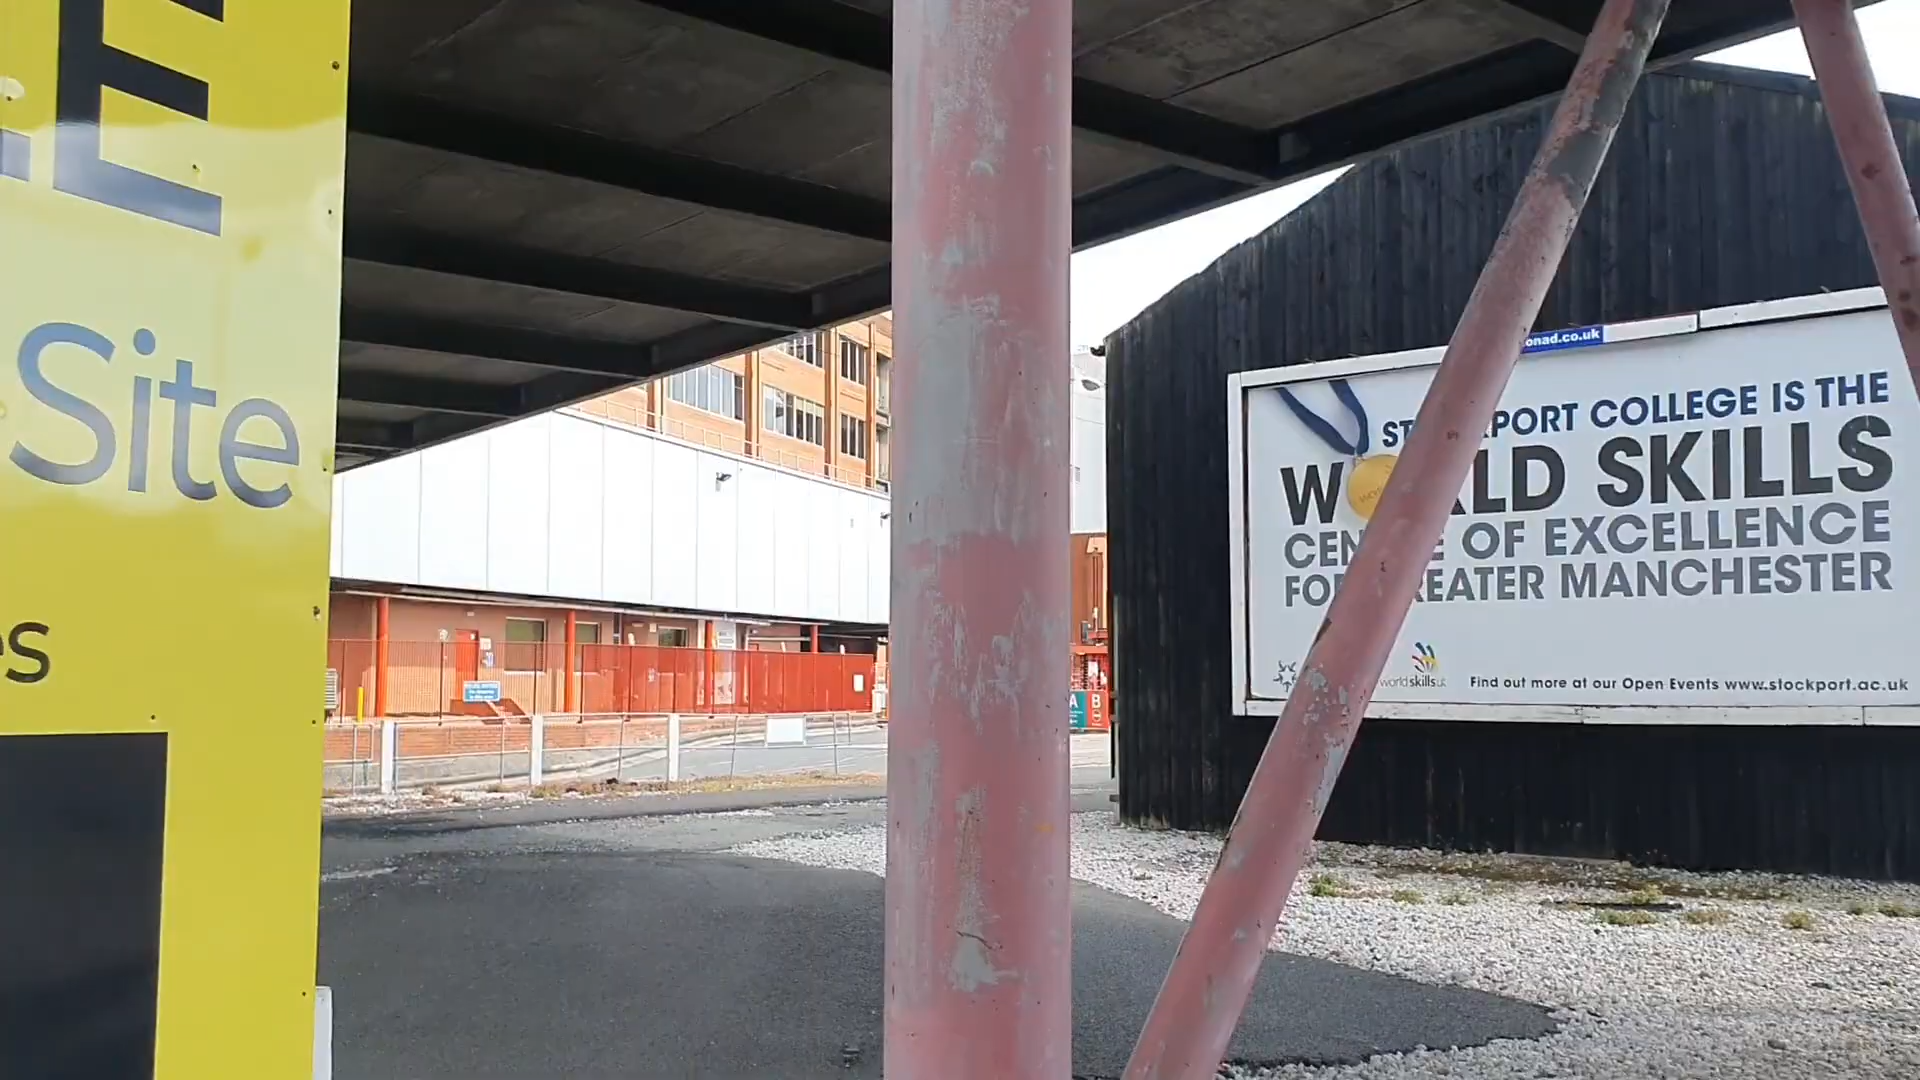 E
Site
es
onad.co.uk
STOCKPORT COLLEGE IS THE
WORLD SKILLS
CENTRE OF EXCELLENCE
FOR GREATER MANCHESTER
worldskills uk
Find out more at our Open Events www.stockport.ac.uk
A B